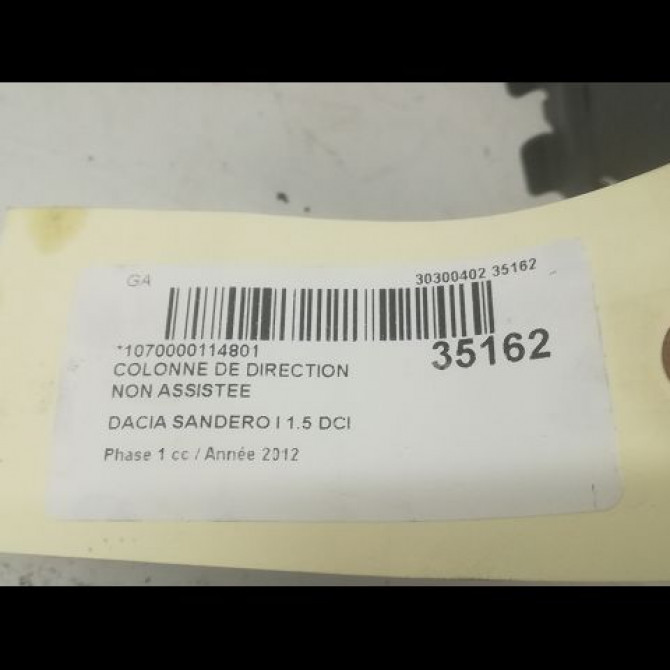 GA
30300402 35162
*1070000114801
35162
COLONNE DE DIRECTION
NON ASSISTEE
DACIA SANDERO I 1.5 DCI
Phase 1 cc / Année 2012